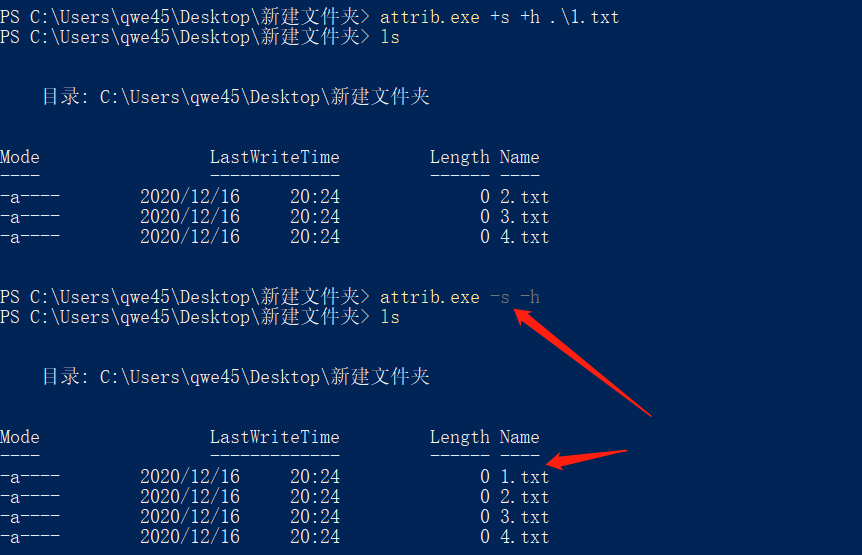 PS C:\Users\qwe45\Desktop\新建文件夹> attrib.exe +s +h .\1.txt
PS C:\Users\qwe45\Desktop\新建文件夹> ls
目录: C:\Users\qwe45\Desktop\新建文件夹
Mode LastWriteTime Length Name
---- ------------- ------ ----
-a---- 2020/12/16 20:24 0 2.txt
-a---- 2020/12/16 20:24 0 3.txt
-a---- 2020/12/16 20:24 0 4.txt
PS C:\Users\qwe45\Desktop\新建文件夹> attrib.exe -s -h
PS C:\Users\qwe45\Desktop\新建文件夹> ls
目录: C:\Users\qwe45\Desktop\新建文件夹
Mode LastWriteTime Length Name
---- ------------- ------ ----
-a---- 2020/12/16 20:24 0 1.txt
-a---- 2020/12/16 20:24 0 2.txt
-a---- 2020/12/16 20:24 0 3.txt
-a---- 2020/12/16 20:24 0 4.txt